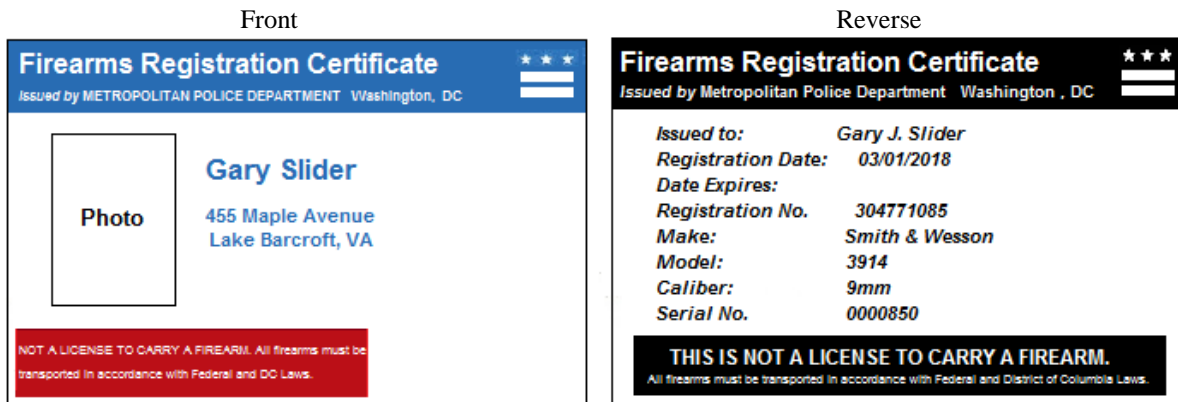 Front
Firearms Registration Certificate
Issued by METROPOLITAN POLICE DEPARTMENT Washington, DC
Photo
Gary Slider
455 Maple Avenue
Lake Barcroft, VA
NOT A LICENSE TO CARRY A FIREARM. All firearms must be
transported in accordance with Federal and DC Laws.
Reverse
Firearms Registration Certificate
Issued by Metropolitan Police Department Washington , DC
Issued to: Gary J. Slider
Registration Date: 03/01/2018
Date Expires:
Registration No. 304771085
Make: Smith & Wesson
Model: 3914
Caliber: 9mm
Serial No. 0000850
THIS IS NOT A LICENSE TO CARRY A FIREARM.
All firearms must be transported in accordance with Federal and District of Columbia Laws.